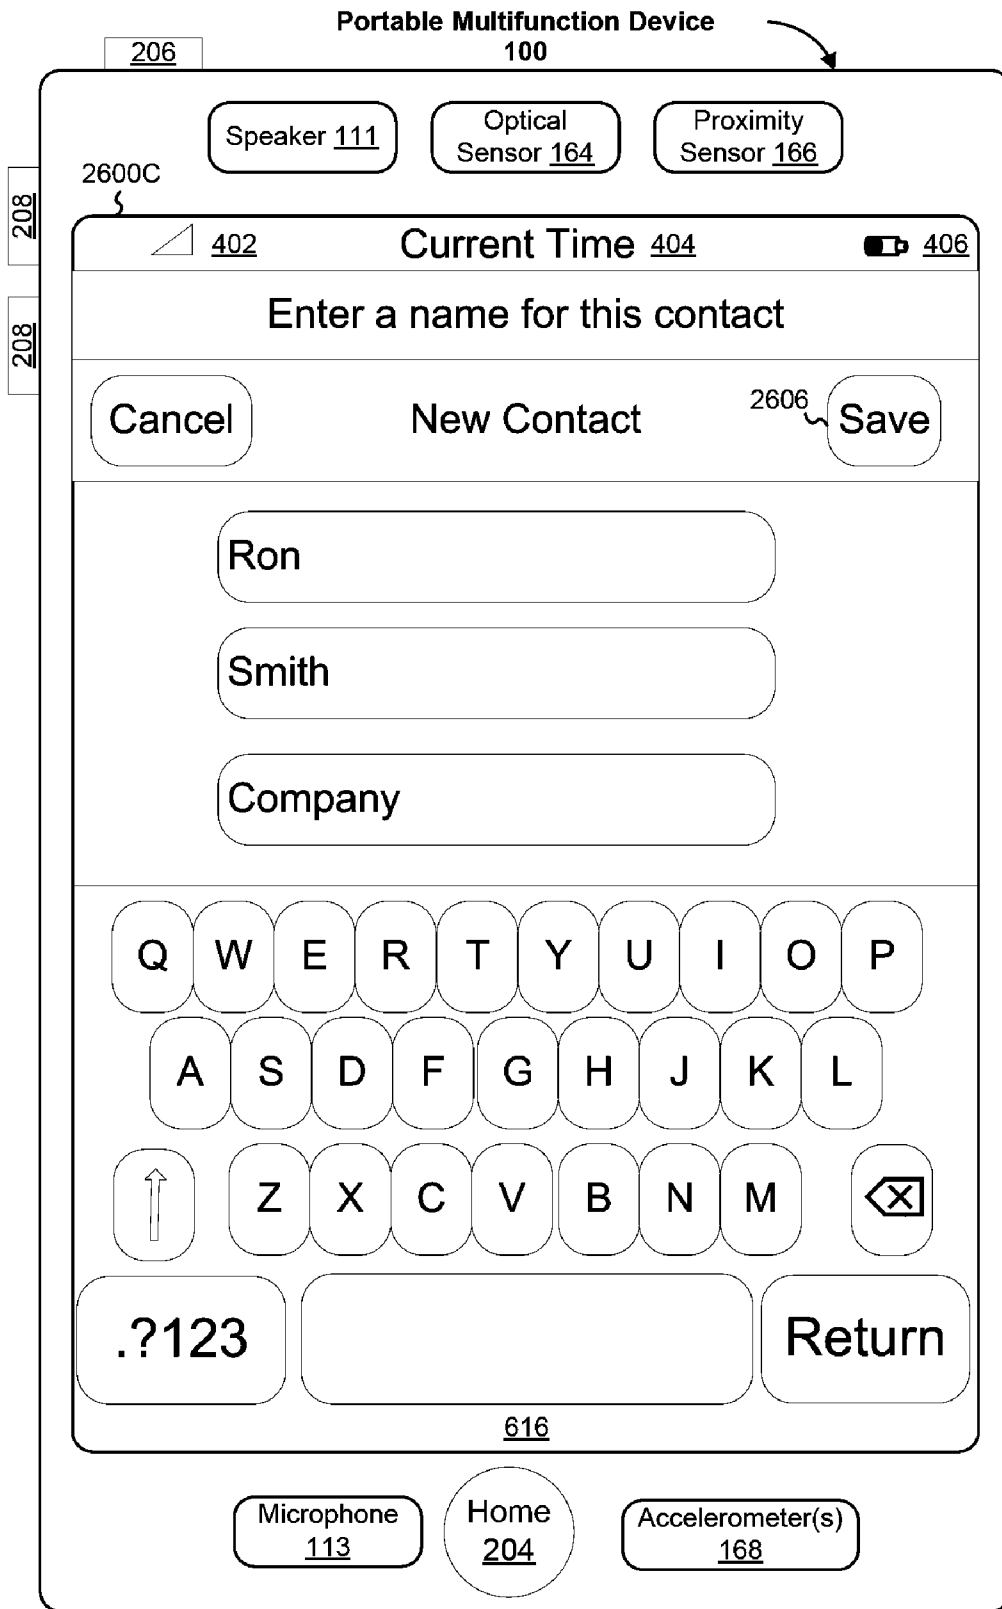 Portable Multifunction Device
100
206
Speaker 111
Optical
Sensor 164
Proximity
Sensor 166
2600C
208
208
402 Current Time 404 406
Enter a name for this contact
Cancel New Contact 2606 Save
Ron
Smith
Company
Q W E R T Y U I O P
A S D F G H J K L
Z X C V B N M
.?123 Return
616
Microphone
113
Home
204
Accelerometer(s)
168